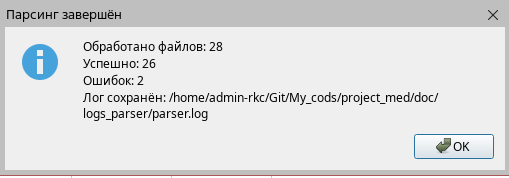 Парсинг завершён
Обработано файлов: 28
Успешно: 26
Ошибок: 2
Лог сохранён: /home/admin-rkc/Git/My_cods/project_med/doc/
logs_parser/parser.log
OK